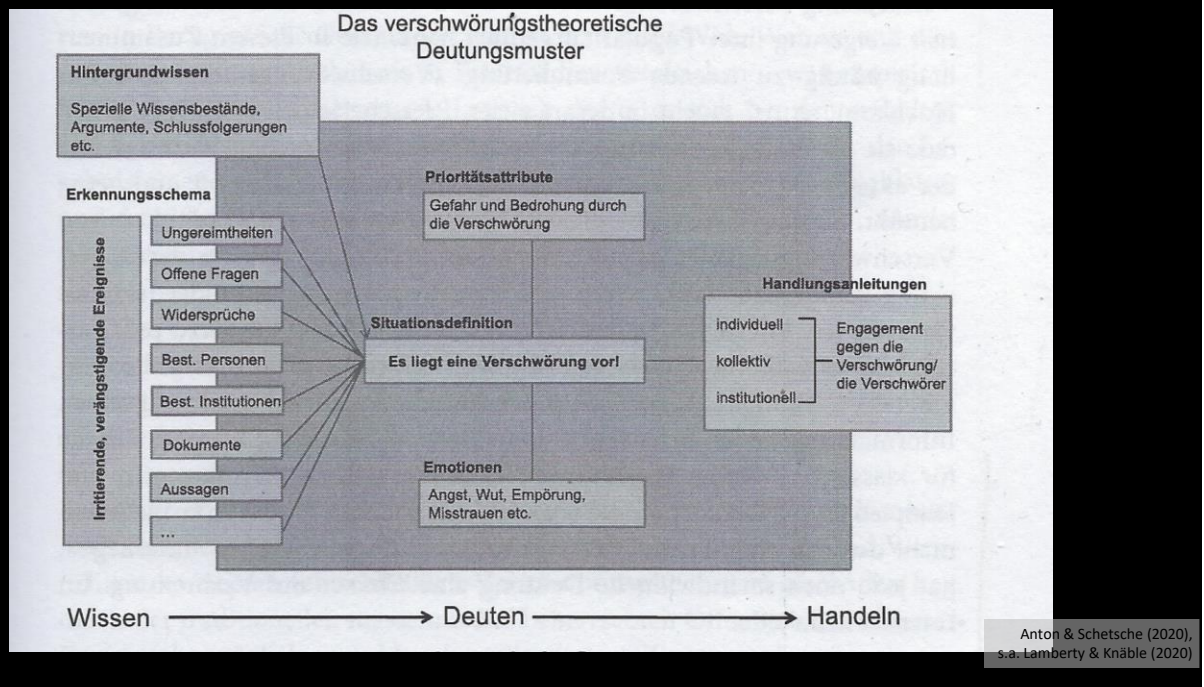 Das verschwörungstheoretische
Deutungsmuster
Hintergrundwissen
Spezielle Wissensbestände,
Argumente, Schlussfolgerungen
etc.
Erkennungsschema
Irritierende, verängstigende Ereignisse
Ungereimtheiten
Offene Fragen
Widersprüche
Best. Personen
Best. Institutionen
Dokumente
Aussagen
...
Prioritätsattribute
Gefahr und Bedrohung durch
die Verschwörung
Situationsdefinition
Es liegt eine Verschwörung vor!
Emotionen
Angst, Wut, Empörung,
Misstrauen etc.
Handlungsanleitungen
individuell
kollektiv
institutionell
Engagement
gegen die
Verschwörung/
die Verschwörer
Wissen
Deuten
Handeln
Anton & Schetsche (2020),
s.a. Lamberty & Knäble (2020)